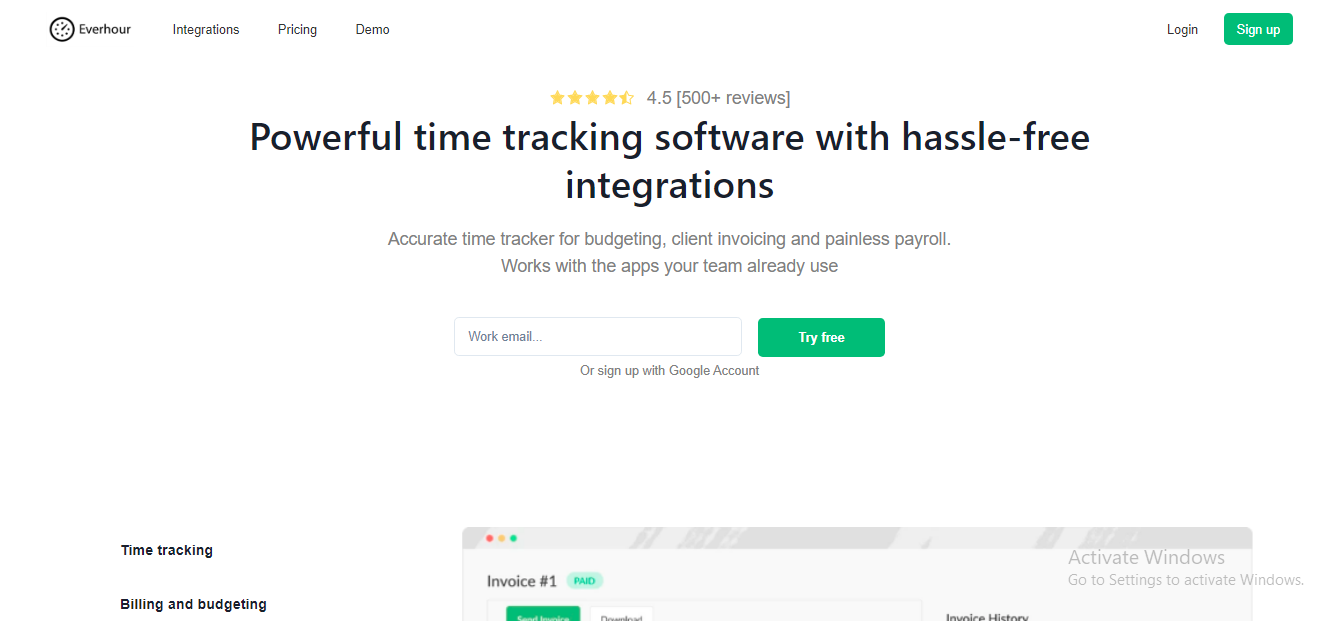 Everhour
Integrations
Pricing
Demo
Login
Sign up
4.5 [500+ reviews]
Powerful time tracking software with hassle-free
integrations
Accurate time tracker for budgeting, client invoicing and painless payroll.
Works with the apps your team already use
Work email...
Try free
Or sign up with Google Account
Time tracking
Billing and budgeting
Invoice #1
PAID
Send Invoice
Download
Invoice History
Activate Windows
Go to Settings to activate Windows.